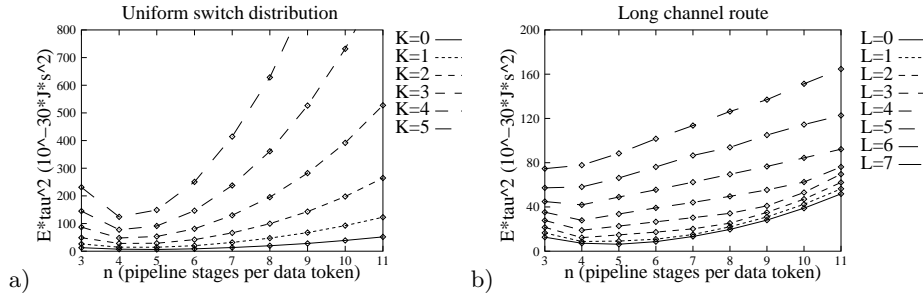 Uniform switch distribution
E*tau^2 (10^-30*J*s^2)
800
700
600
500
400
300
200
100
0
3 4 5 6 7 8 9 10 11
n (pipeline stages per data token)
K=0
K=1
K=2
K=3
K=4
K=5
a)
Long channel route
E*tau^2 (10^-30*J*s^2)
200
160
120
80
40
0
3 4 5 6 7 8 9 10 11
n (pipeline stages per data token)
L=0
L=1
L=2
L=3
L=4
L=5
L=6
L=7
b)